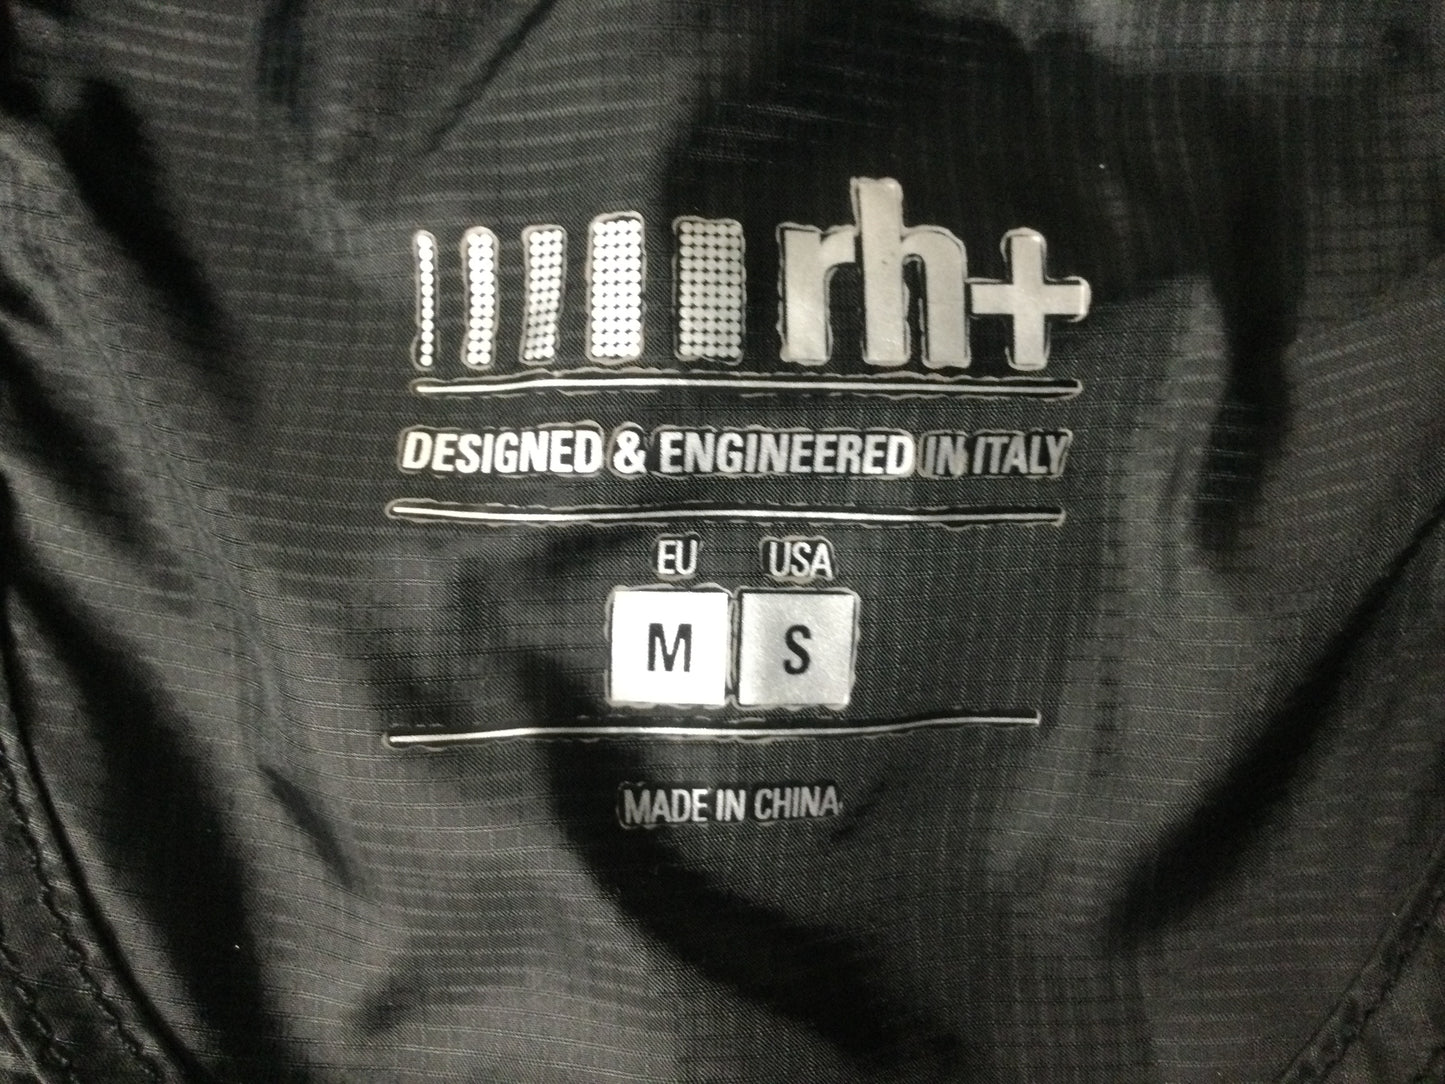 rh+
DESIGNED & ENGINEERED IN ITALY
EU USA
M S
MADE IN CHINA